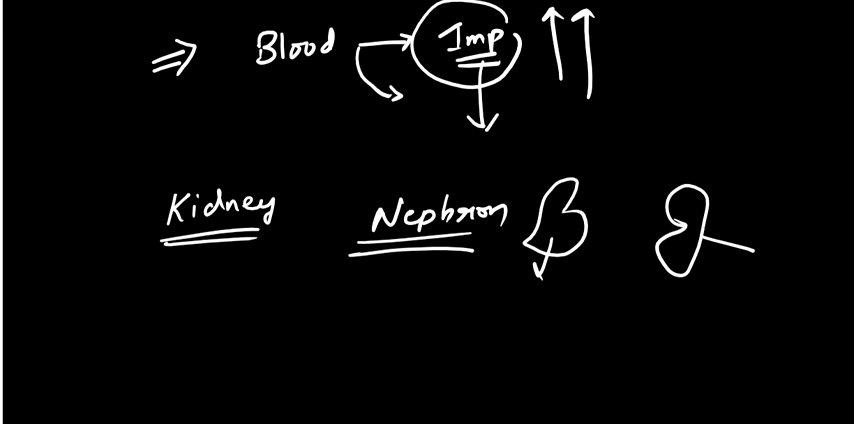 ⇒ Blood → Imp ↑↑
Kidney Nephron